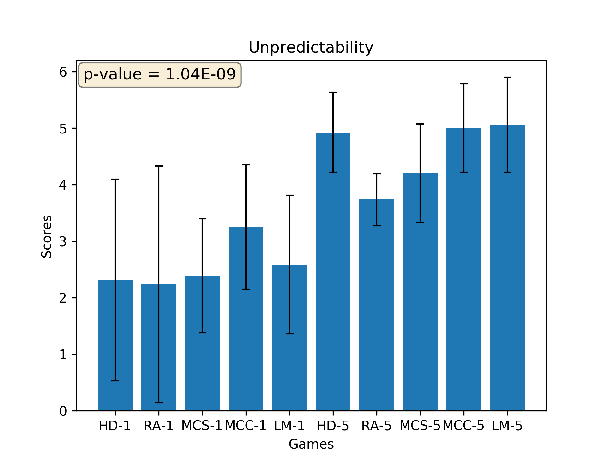 Unpredictability
p-value = 1.04E-09
6
5
4
3
2
1
0
Scores
HD-1 RA-1 MCS-1 MCC-1 LM-1 HD-5 RA-5 MCS-5 MCC-5 LM-5
Games